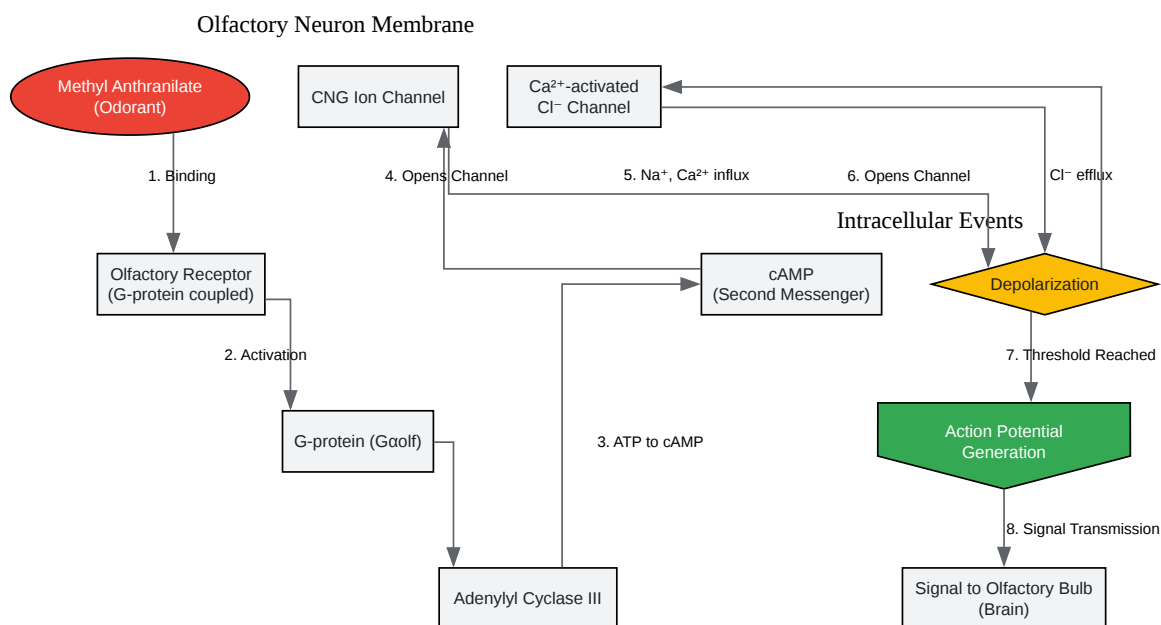 Olfactory Neuron Membrane
Methyl Anthranilate
(Odorant)
CNG Ion Channel
Ca²⁺-activated
Cl⁻ Channel
1. Binding
4. Opens Channel
5. Na⁺, Ca²⁺ influx
6. Opens Channel
Cl⁻ efflux
Intracellular Events
Olfactory Receptor
(G-protein coupled)
cAMP
(Second Messenger)
Depolarization
2. Activation
7. Threshold Reached
G-protein (Gαolf)
3. ATP to cAMP
Action Potential
Generation
8. Signal Transmission
Adenylyl Cyclase III
Signal to Olfactory Bulb
(Brain)